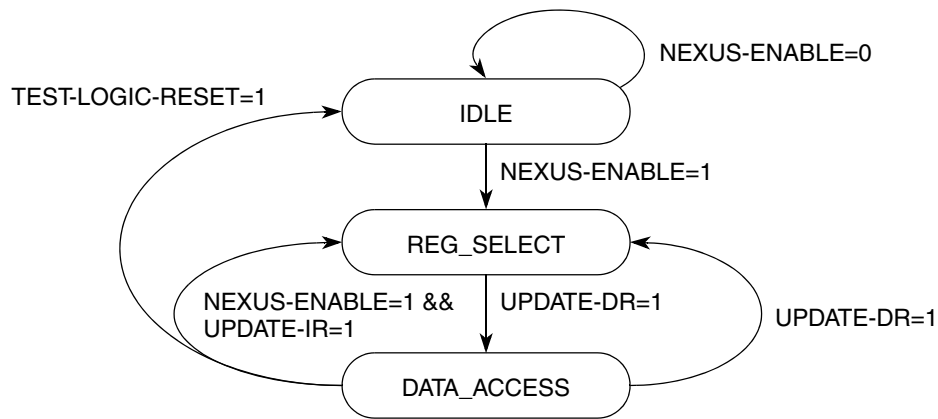 NEXUS-ENABLE=0
TEST-LOGIC-RESET=1
IDLE
NEXUS-ENABLE=1
REG_SELECT
NEXUS-ENABLE=1 &&
UPDATE-IR=1
UPDATE-DR=1
UPDATE-DR=1
DATA_ACCESS